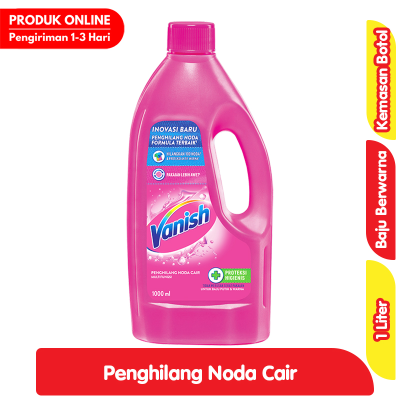 PRODUK ONLINE
Pengiriman 1-3 Hari
INOVASI BARU
PENGHILANG NODA
FORMULA TERBAIK
Vanish
PENGHILANG NODA CAIR
1000 ml
PROTEKSI
HIGIENIS
Kemasan Botol
Baju Berwarna
1 Liter
Penghilang Noda Cair